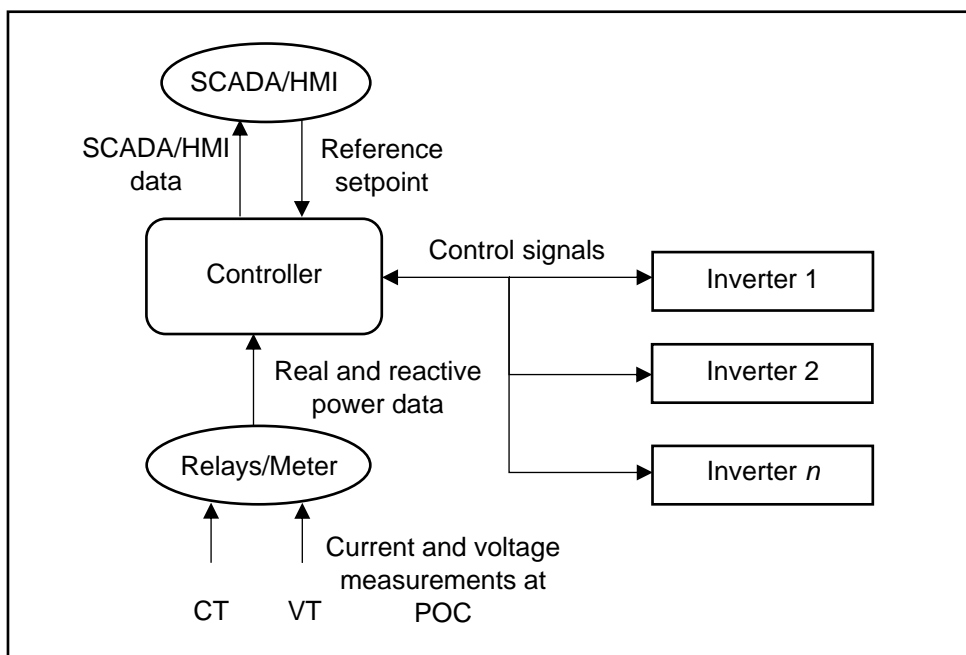 SCADA/HMI
SCADA/HMI
data
Reference
setpoint
Controller
Control signals
Inverter 1
Inverter 2
Inverter n
Real and reactive
power data
Relays/Meter
Current and voltage
measurements at
POC
CT
VT